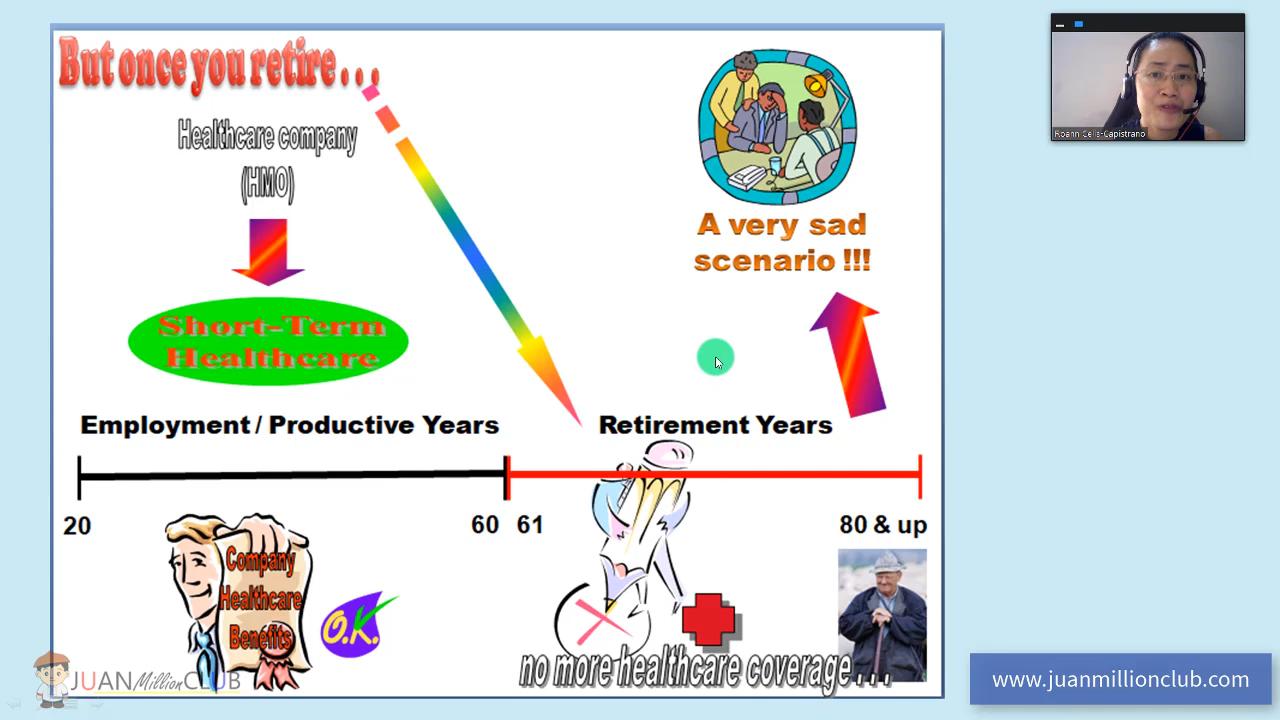 But once you retire...
Healthcare company
(HMO)
Short-Term
Healthcare
A very sad
scenario !!!
Employment / Productive Years
Retirement Years
20
60
61
80 & up
Company
Healthcare
Benefits
O.K.
no more healthcare coverage...
JUAN Million CLUB
Roann Celis-Capistrano
www.juanmillionclub.com